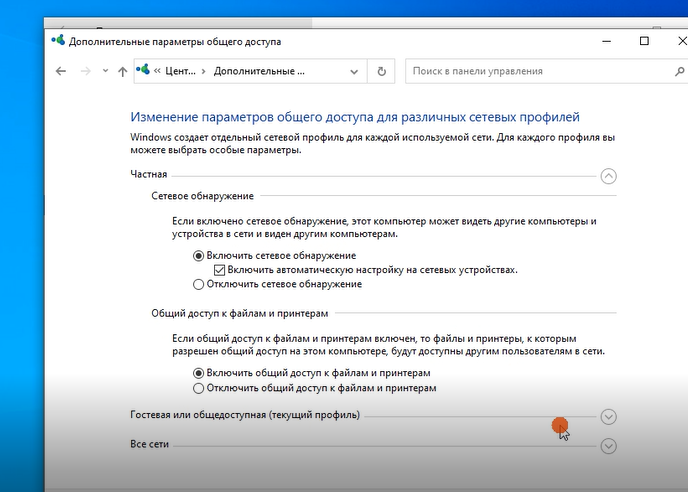 Дополнительные параметры общего доступа
« Цент... › Дополнительные ...
Поиск в панели управления
Изменение параметров общего доступа для различных сетевых профилей
Windows создает отдельный сетевой профиль для каждой используемой сети. Для каждого профиля вы
можете выбрать особые параметры.
Частная
Сетевое обнаружение
Если включено сетевое обнаружение, этот компьютер может видеть другие компьютеры и
устройства в сети и виден другим компьютерам.
Включить сетевое обнаружение
Включить автоматическую настройку на сетевых устройствах.
Отключить сетевое обнаружение
Общий доступ к файлам и принтерам
Если общий доступ к файлам и принтерам включен, то файлы и принтеры, к которым
разрешен общий доступ на этом компьютере, будут доступны другим пользователям в сети.
Включить общий доступ к файлам и принтерам
Отключить общий доступ к файлам и принтерам
Гостевая или общедоступная (текущий профиль)
Все сети